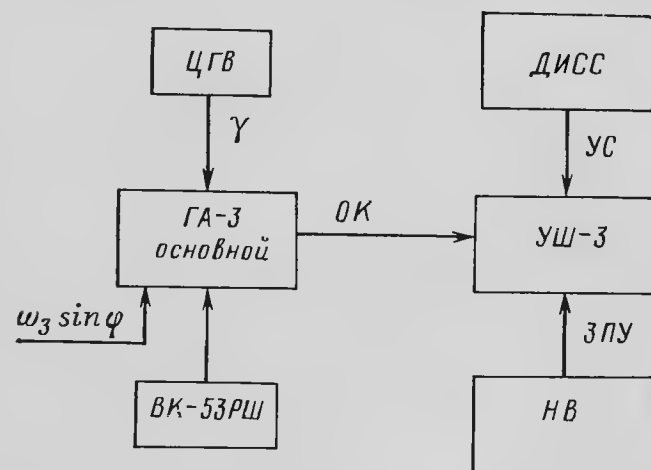 ЦГВ
ДИСС
γ
УС
ГА-3
основной
ОК
УШ-3
ω₃ sin φ
ЗПУ
ВК-53РШ
НВ